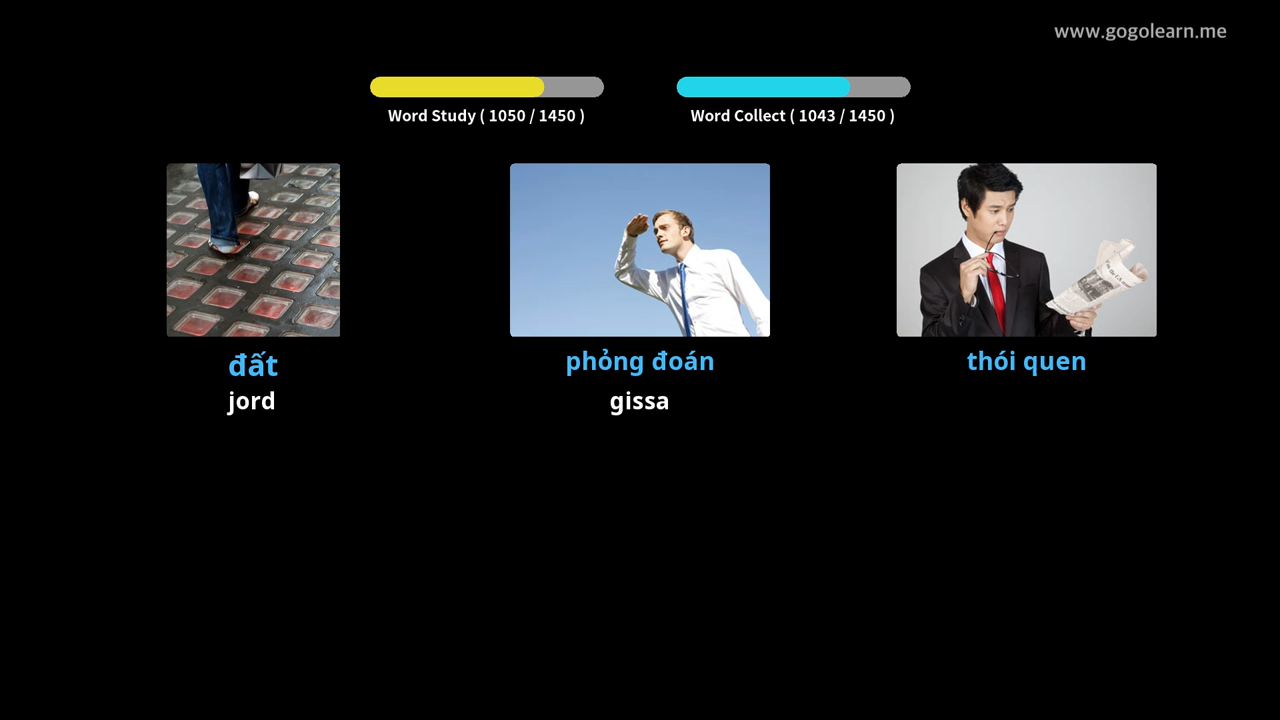 www.gogolearn.me
Word Study ( 1050 / 1450 )
Word Collect ( 1043 / 1450 )
đất
phỏng đoán
thói quen
jord
gissa